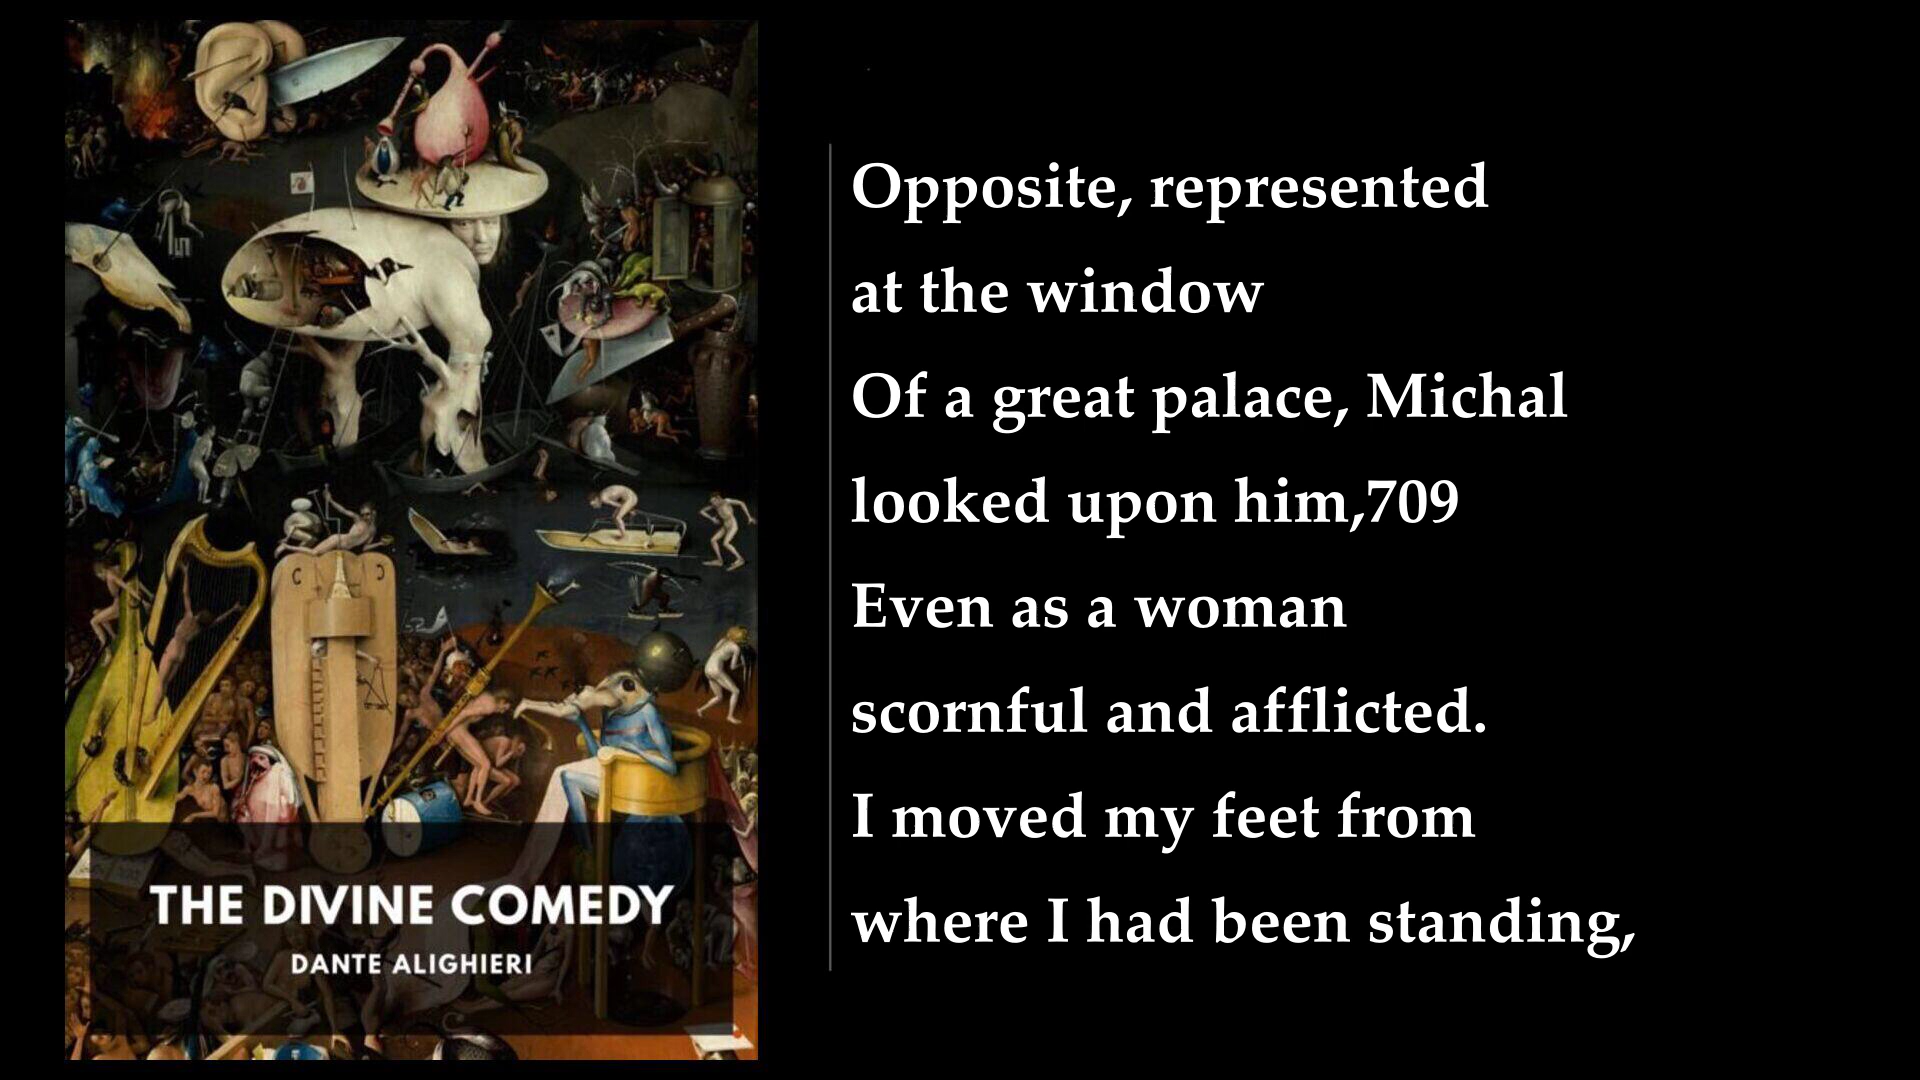 Opposite, represented
at the window
Of a great palace, Michal
looked upon him,709
Even as a woman
scornful and afflicted.
I moved my feet from
where I had been standing,
THE DIVINE COMEDY
DANTE ALIGHIERI